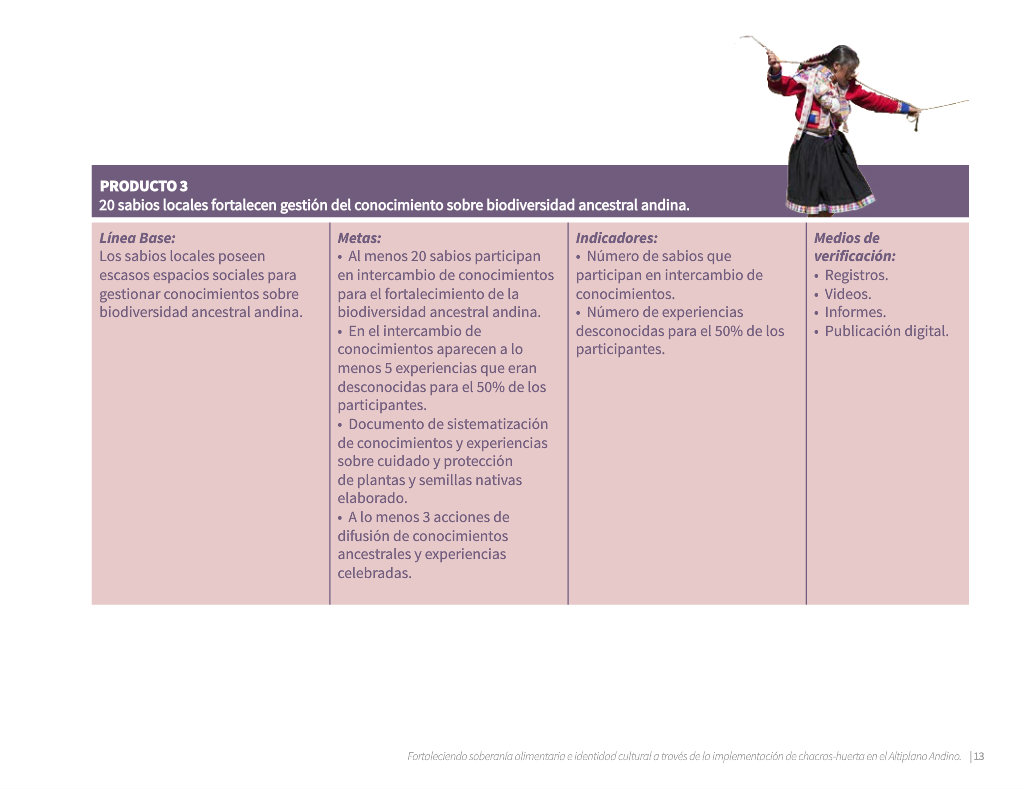 PRODUCTO 3
20 sabios locales fortalecen gestión del conocimiento sobre biodiversidad ancestral andina.
Línea Base:
Los sabios locales poseen
escasos espacios sociales para
gestionar conocimientos sobre
biodiversidad ancestral andina.
Metas:
• Al menos 20 sabios participan
en intercambio de conocimientos
para el fortalecimiento de la
biodiversidad ancestral andina.
• En el intercambio de
conocimientos aparecen a lo
menos 5 experiencias que eran
desconocidas para el 50% de los
participantes.
• Documento de sistematización
de conocimientos y experiencias
sobre cuidado y protección
de plantas y semillas nativas
elaborado.
• A lo menos 3 acciones de
difusión de conocimientos
ancestrales y experiencias
celebradas.
Indicadores:
• Número de sabios que
participan en intercambio de
conocimientos.
• Número de experiencias
desconocidas para el 50% de los
participantes.
Medios de
verificación:
• Registros.
• Videos.
• Informes.
• Publicación digital.
Fortaleciendo soberanía alimentaria e identidad cultural a través de la implementación de chacras-huerta en el Altiplano Andino. | 13